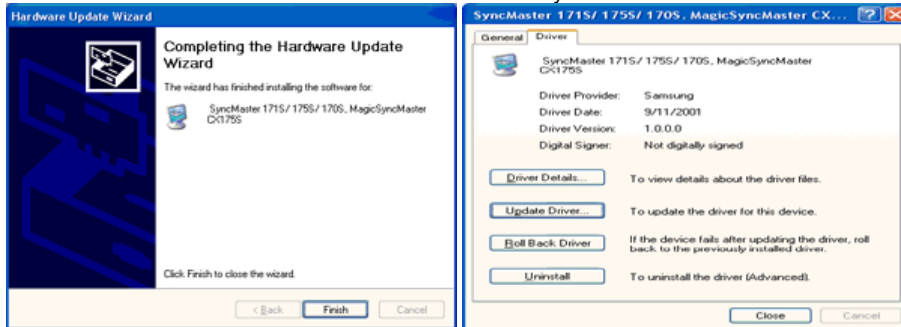 Hardware Update Wizard
Completing the Hardware Update
Wizard
The wizard has finished installing the software for:
SyncMaster 171S/ 175S/ 170S, MagicSyncMaster
CX175S
Click Finish to close the wizard.
< Back
Finish
Cancel
SyncMaster 171S/ 175S/ 170S, MagicSyncMaster CX...
General
Driver
SyncMaster 171S/ 175S/ 170S, MagicSyncMaster
CX175S
Driver Provider: Samsung
Driver Date: 9/11/2001
Driver Version: 1.0.0.0
Digital Signer: Not digitally signed
Driver Details... To view details about the driver files.
Update Driver... To update the driver for this device.
Roll Back Driver If the device fails after updating the driver, roll
back to the previously installed driver.
Uninstall To uninstall the driver (Advanced).
Close
Cancel